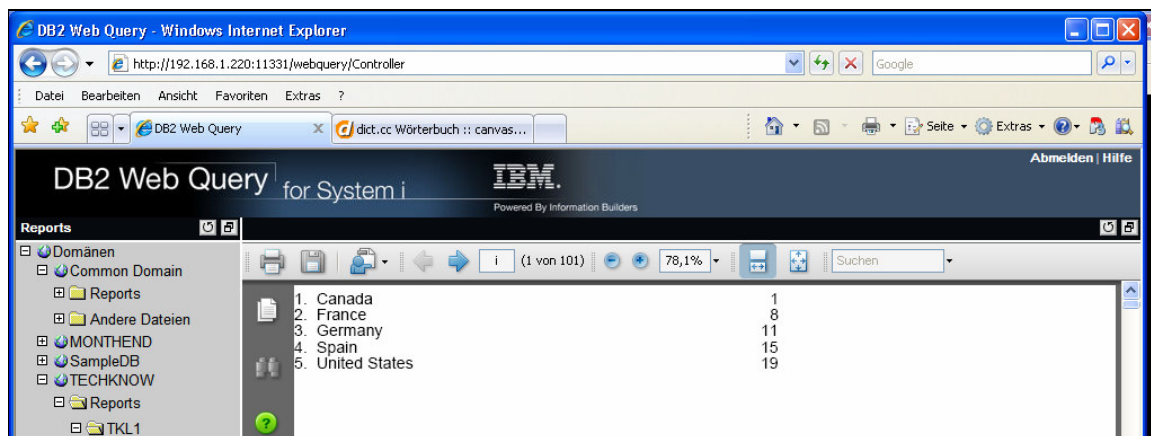 DB2 Web Query - Windows Internet Explorer
http://192.168.1.220:11331/webquery/Controller
Google
Datei Bearbeiten Ansicht Favoriten Extras ?
DB2 Web Query
dict.cc Wörterbuch :: canvas...
Seite Extras
DB2 Web Query for System i
IBM.
Powered By Information Builders
Abmelden | Hilfe
Reports
Domänen
Common Domain
Reports
Andere Dateien
MONTHEND
SampleDB
TECHKNOW
Reports
TKL1
i (1 von 101) 78,1% Suchen
1. Canada 1
2. France 8
3. Germany 11
4. Spain 15
5. United States 19